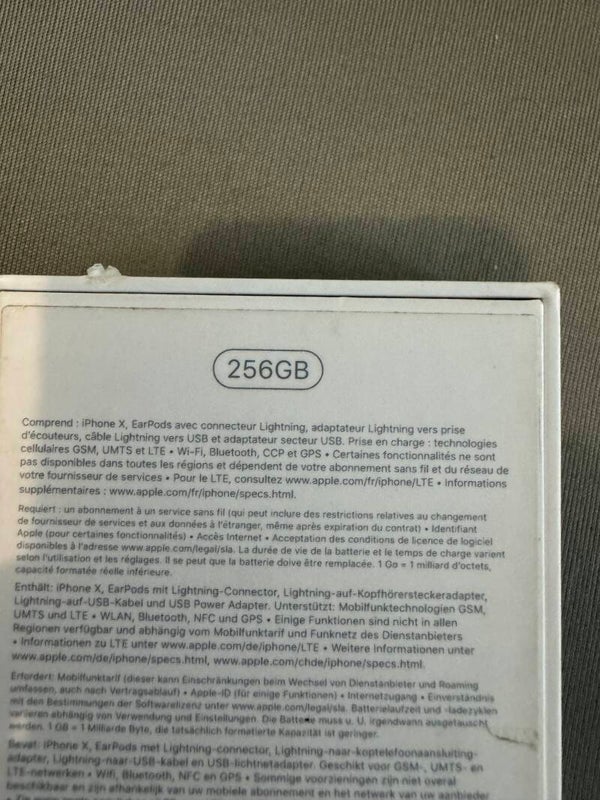 256GB
Comprend : iPhone X, EarPods avec connecteur Lightning, adaptateur Lightning vers prise
d'écouteurs, câble Lightning vers USB et adaptateur secteur USB. Prise en charge : technologies
cellulaires GSM, UMTS et LTE • Wi-Fi, Bluetooth, CCP et GPS • Certaines fonctionnalités ne sont
pas disponibles dans toutes les régions et dépendent de votre abonnement sans fil et du réseau de
votre fournisseur de services • Pour le LTE, consultez www.apple.com/fr/iphone/LTE • Informations
supplémentaires : www.apple.com/fr/iphone/specs.html.
Requiert : un abonnement à un service sans fil (qui peut inclure des restrictions relatives au changement
de fournisseur de services et aux données à l'étranger, même après expiration du contrat) • Identifiant
Apple (pour certaines fonctionnalités) • Accès Internet • Acceptation des conditions de licence de logiciel
disponibles à l'adresse www.apple.com/legal/sla. La durée de vie de la batterie et le temps de charge varient
selon l'utilisation et les réglages. Il se peut que la batterie doive être remplacée. 1 Go = 1 milliard d'octets,
capacité formatée réelle inférieure.
Enthält: iPhone X, EarPods mit Lightning-Connector, Lightning-auf-Kopfhörersteckeradapter,
Lightning-auf-USB-Kabel und USB Power Adapter. Unterstützt: Mobilfunktechnologien GSM,
UMTS und LTE • WLAN, Bluetooth, NFC und GPS • Einige Funktionen sind nicht in allen
Regionen verfügbar und abhängig vom Mobilfunktarif und Funknetz des Dienstanbieters
• Informationen zu LTE unter www.apple.com/de/iphone/LTE • Weitere Informationen unter
www.apple.com/de/iphone/specs.html, www.apple.com/chde/iphone/specs.html.
Erfordert: Mobilfunktarif (dieser kann Einschränkungen beim Wechsel von Dienstanbieter und Roaming
umfassen, auch nach Vertragsablauf) • Apple-ID (für einige Funktionen) • Internetzugang • Einverständnis
mit den Bestimmungen der Softwarelizenz unter www.apple.com/legal/sla. Batterielaufzeit und -ladezyklen
variieren abhängig von Verwendung und Einstellungen. Die Batterie muss u. U. irgendwann ausgetauscht
werden. 1 GB = 1 Milliarde Byte, die tatsächlich formatierte Kapazität ist geringer.
Bevat: iPhone X, EarPods met Lightning-connector, Lightning-naar-koptelefoonaansluiting-
adapter, Lightning-naar-USB-kabel en USB-lichtnetadapter. Geschikt voor GSM-, UMTS- en
LTE-netwerken • Wifi, Bluetooth, NFC en GPS • Sommige voorzieningen zijn niet overal
beschikbaar en zijn afhankelijk van uw mobiele abonnement en het netwerk van uw aanbieder